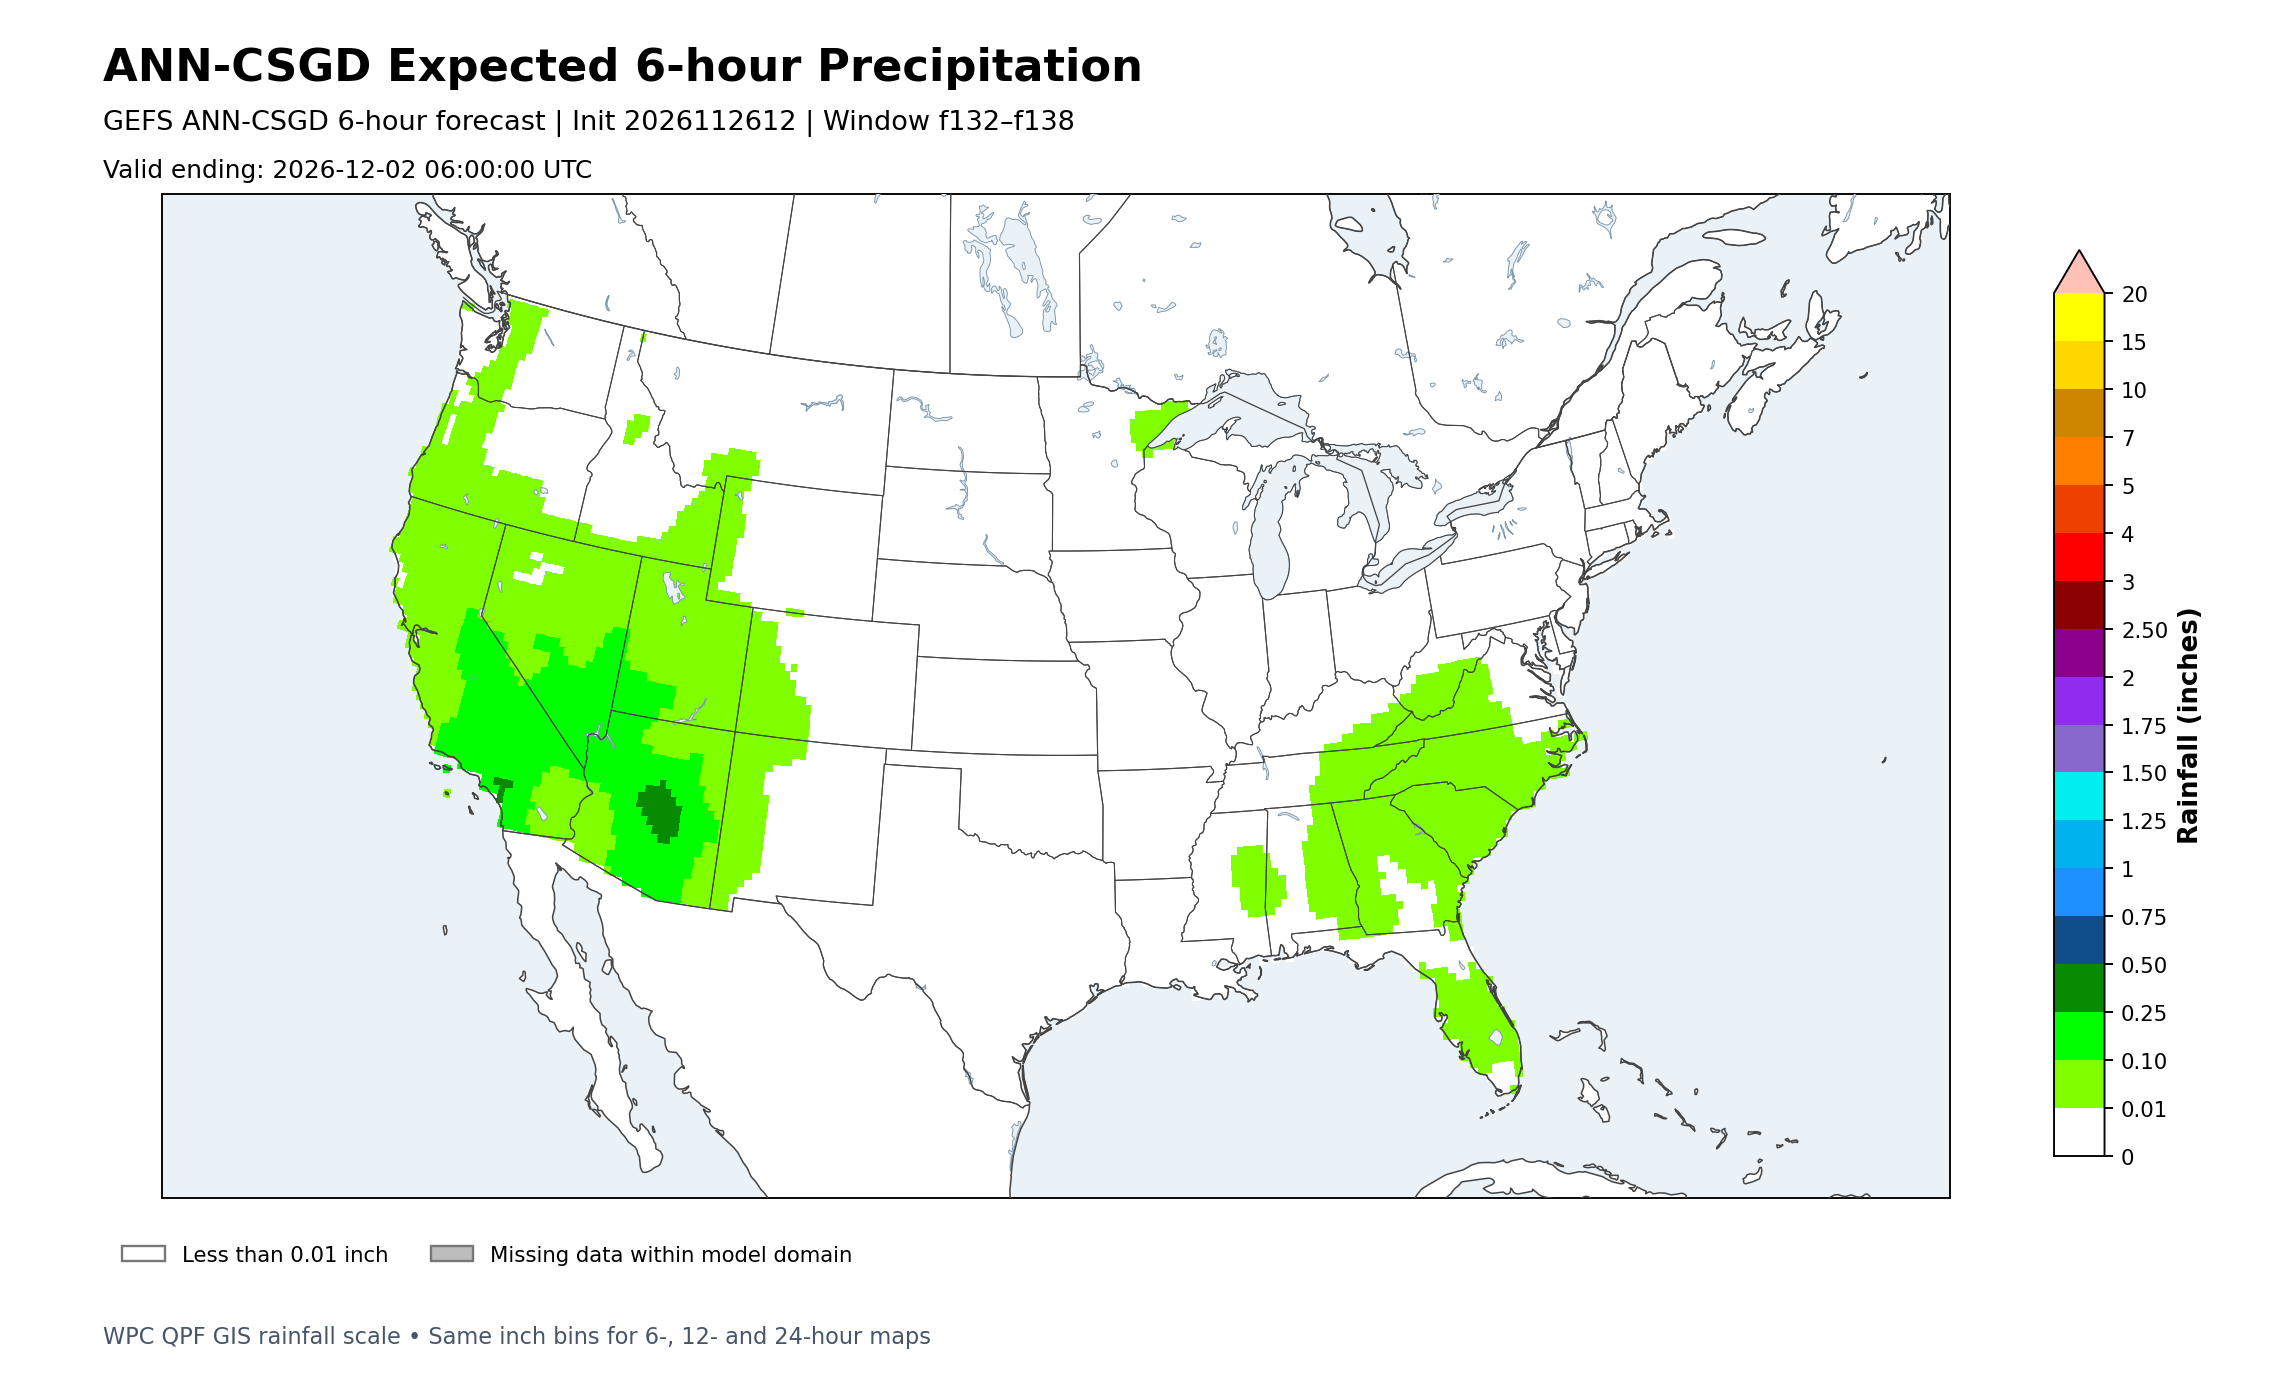 ANN-CSGD Expected 6-hour Precipitation
GEFS ANN-CSGD 6-hour forecast | Init 2026112612 | Window f132–f138
Valid ending: 2026-12-02 06:00:00 UTC
20
15
10
7
5
4
3
2.50
2
1.75
1.50
1.25
1
0.75
0.50
0.25
0.10
0.01
0
Rainfall (inches)
Less than 0.01 inch
Missing data within model domain
WPC QPF GIS rainfall scale • Same inch bins for 6-, 12- and 24-hour maps